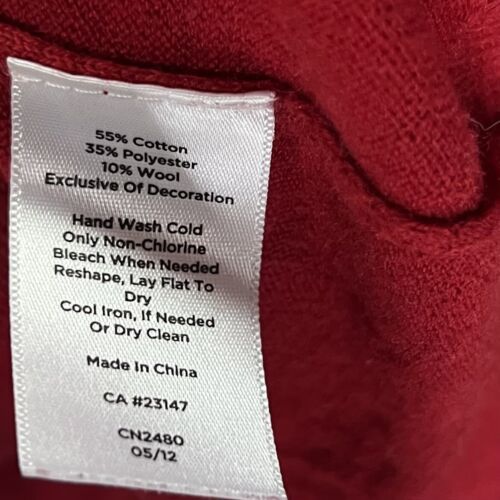 55% Cotton
35% Polyester
10% Wool
Exclusive Of Decoration
Hand Wash Cold
Only Non-Chlorine
Bleach When Needed
Reshape, Lay Flat To
Dry
Cool Iron, If Needed
Or Dry Clean
Made In China
CA #23147
CN2480
05/12